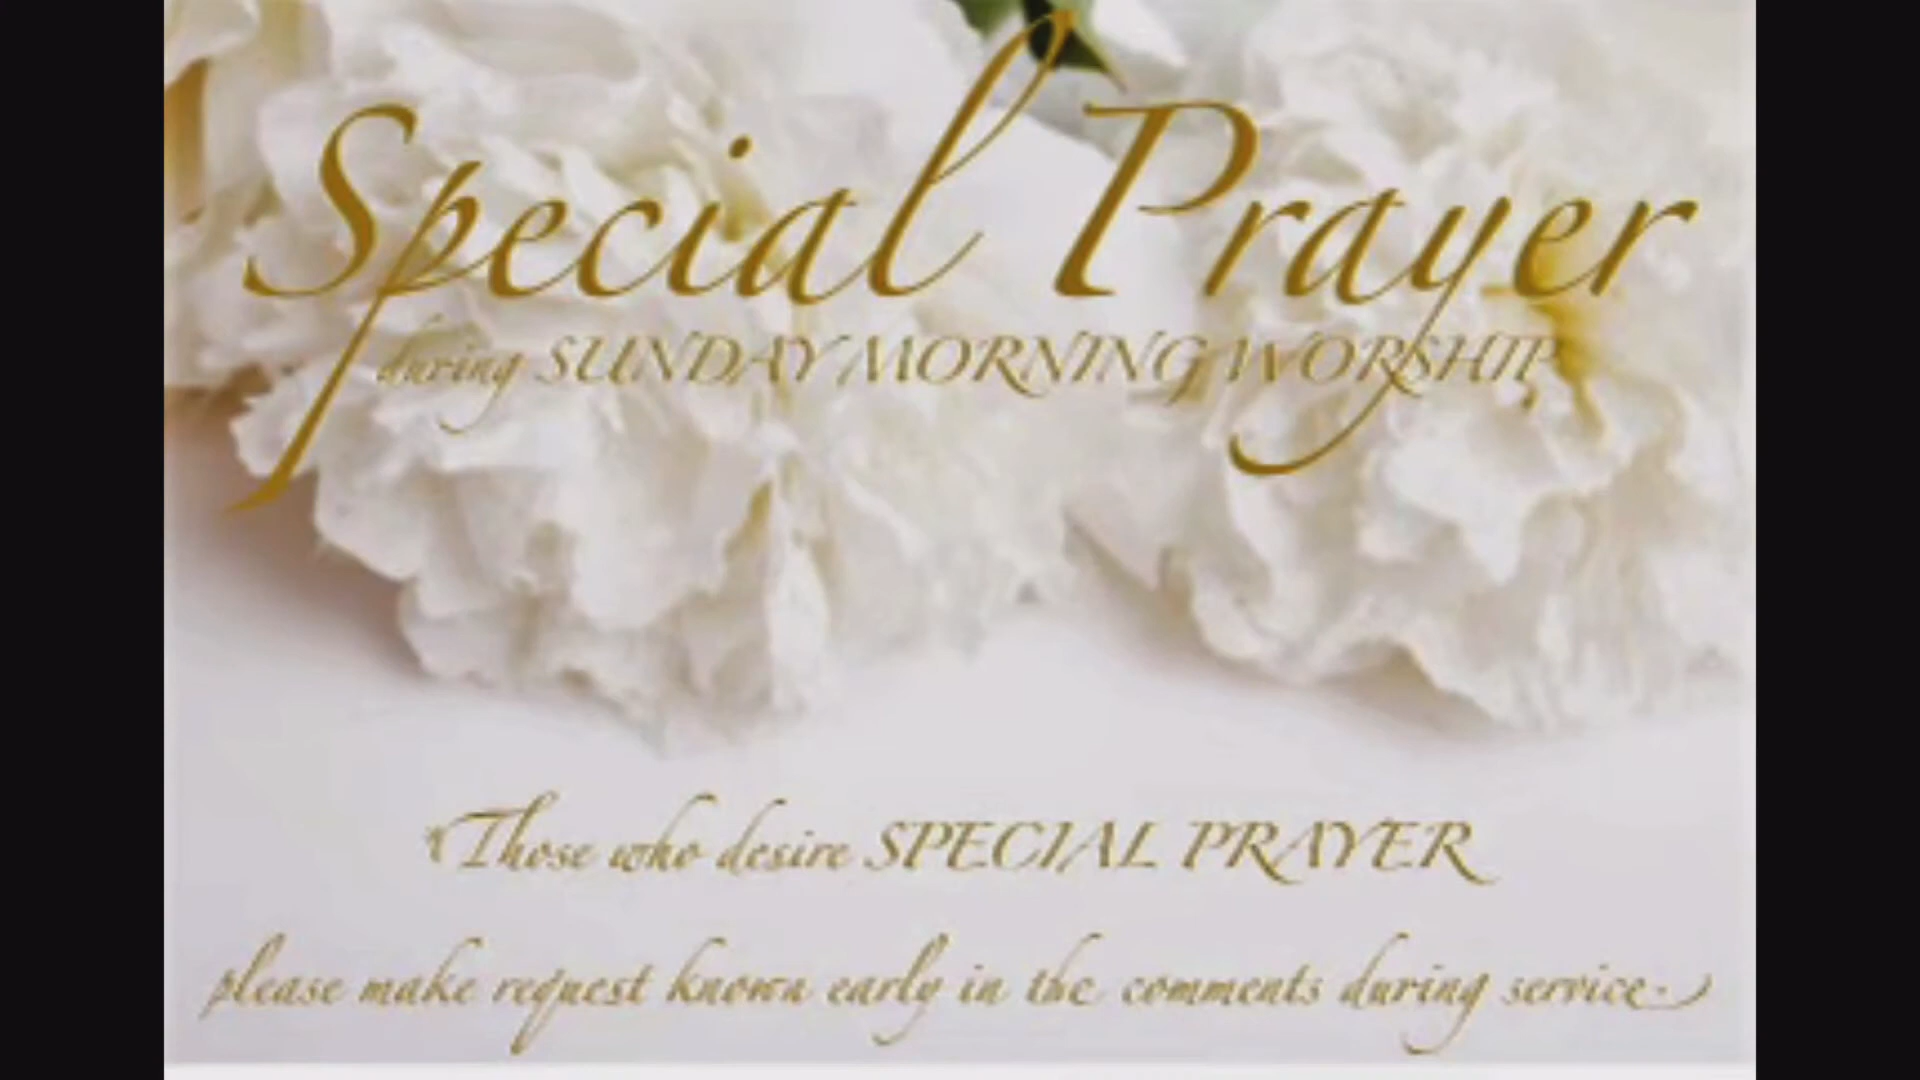 Special Prayer
during SUNDAY MORNING WORSHIP
*Those who desire SPECIAL PRAYER
please make request known early in the comments during service.